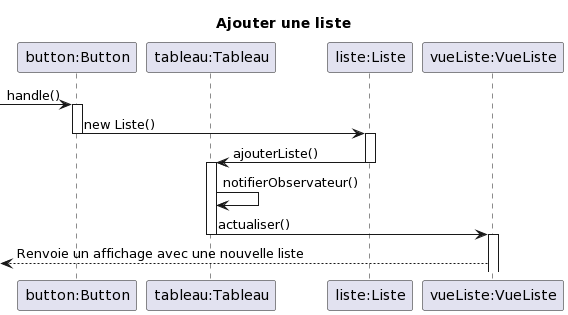 Ajouter une liste
button:Button
tableau:Tableau
liste:Liste
vueListe:VueListe
handle()
new Liste()
ajouterListe()
notifierObservateur()
actualiser()
Renvoie un affichage avec une nouvelle liste
button:Button
tableau:Tableau
liste:Liste
vueListe:VueListe